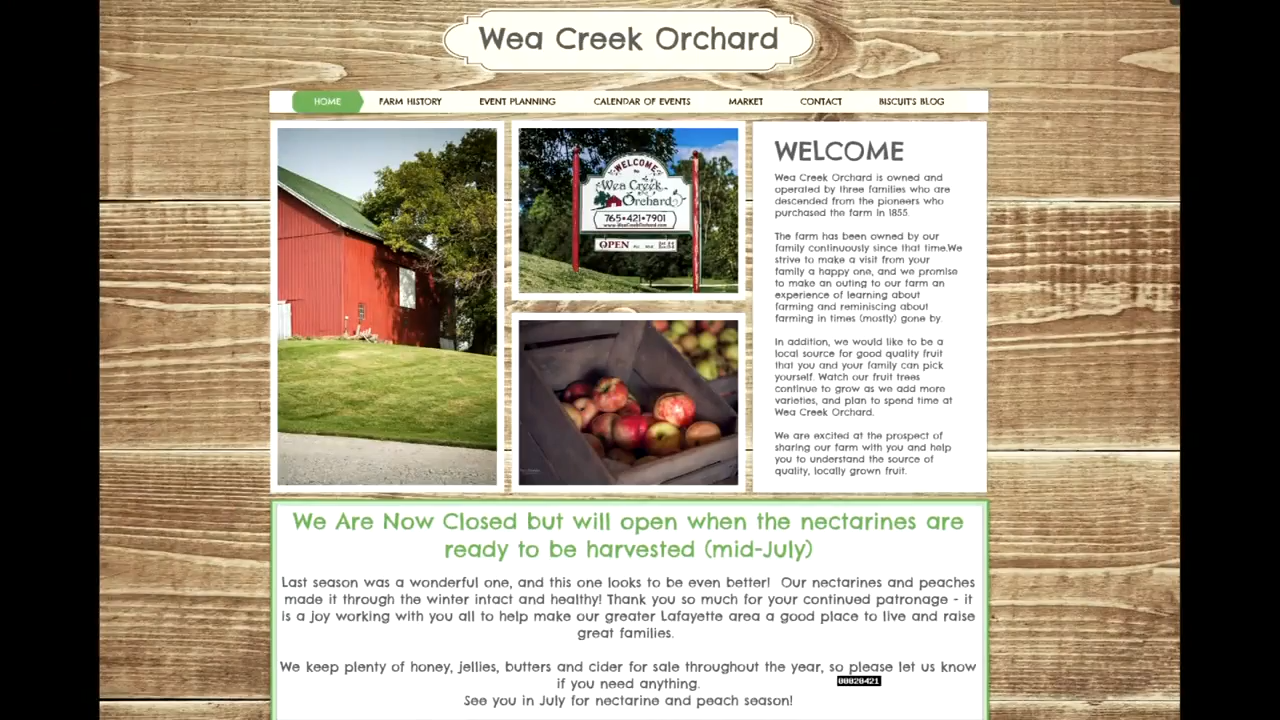 Wea Creek Orchard
HOME FARM HISTORY EVENT PLANNING CALENDAR OF EVENTS MARKET CONTACT BISCUIT'S BLOG
WELCOME
Wea Creek
Orchard
765•421•7901
www.WeaCreekOrchard.com
OPEN
WELCOME
Wea Creek Orchard is owned and
operated by three families who are
descended from the pioneers who
purchased the farm in 1855.
The farm has been owned by our
family continuously since that time.We
strive to make a visit from your
family a happy one, and we promise
to make an outing to our farm an
experience of learning about
farming and reminiscing about
farming in times (mostly) gone by.
In addition, we would like to be a
local source for good quality fruit
that you and your family can pick
yourself. Watch our fruit trees
continue to grow as we add more
varieties, and plan to spend time at
Wea Creek Orchard.
We are excited at the prospect of
sharing our farm with you and help
you to understand the source of
quality, locally grown fruit.
We Are Now Closed but will open when the nectarines are
ready to be harvested (mid-July)
Last season was a wonderful one, and this one looks to be even better! Our nectarines and peaches
made it through the winter intact and healthy! Thank you so much for your continued patronage - it
is a joy working with you all to help make our greater Lafayette area a good place to live and raise
great families.
We keep plenty of honey, jellies, butters and cider for sale throughout the year, so please let us know
if you need anything.
00020421
See you in July for nectarine and peach season!